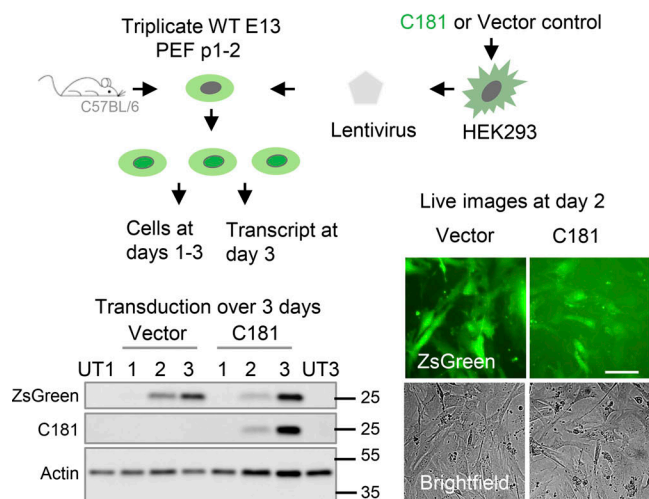 Triplicate WT E13
PEF p1-2
C181 or Vector control
C57BL/6
Lentivirus
HEK293
Cells at
days 1-3
Transcript at
day 3
Live images at day 2
Vector C181
ZsGreen
Brightfield
Transduction over 3 days
Vector C181
UT1 1 2 3 1 2 3 UT3
ZsGreen 25
C181 25
55
Actin
35